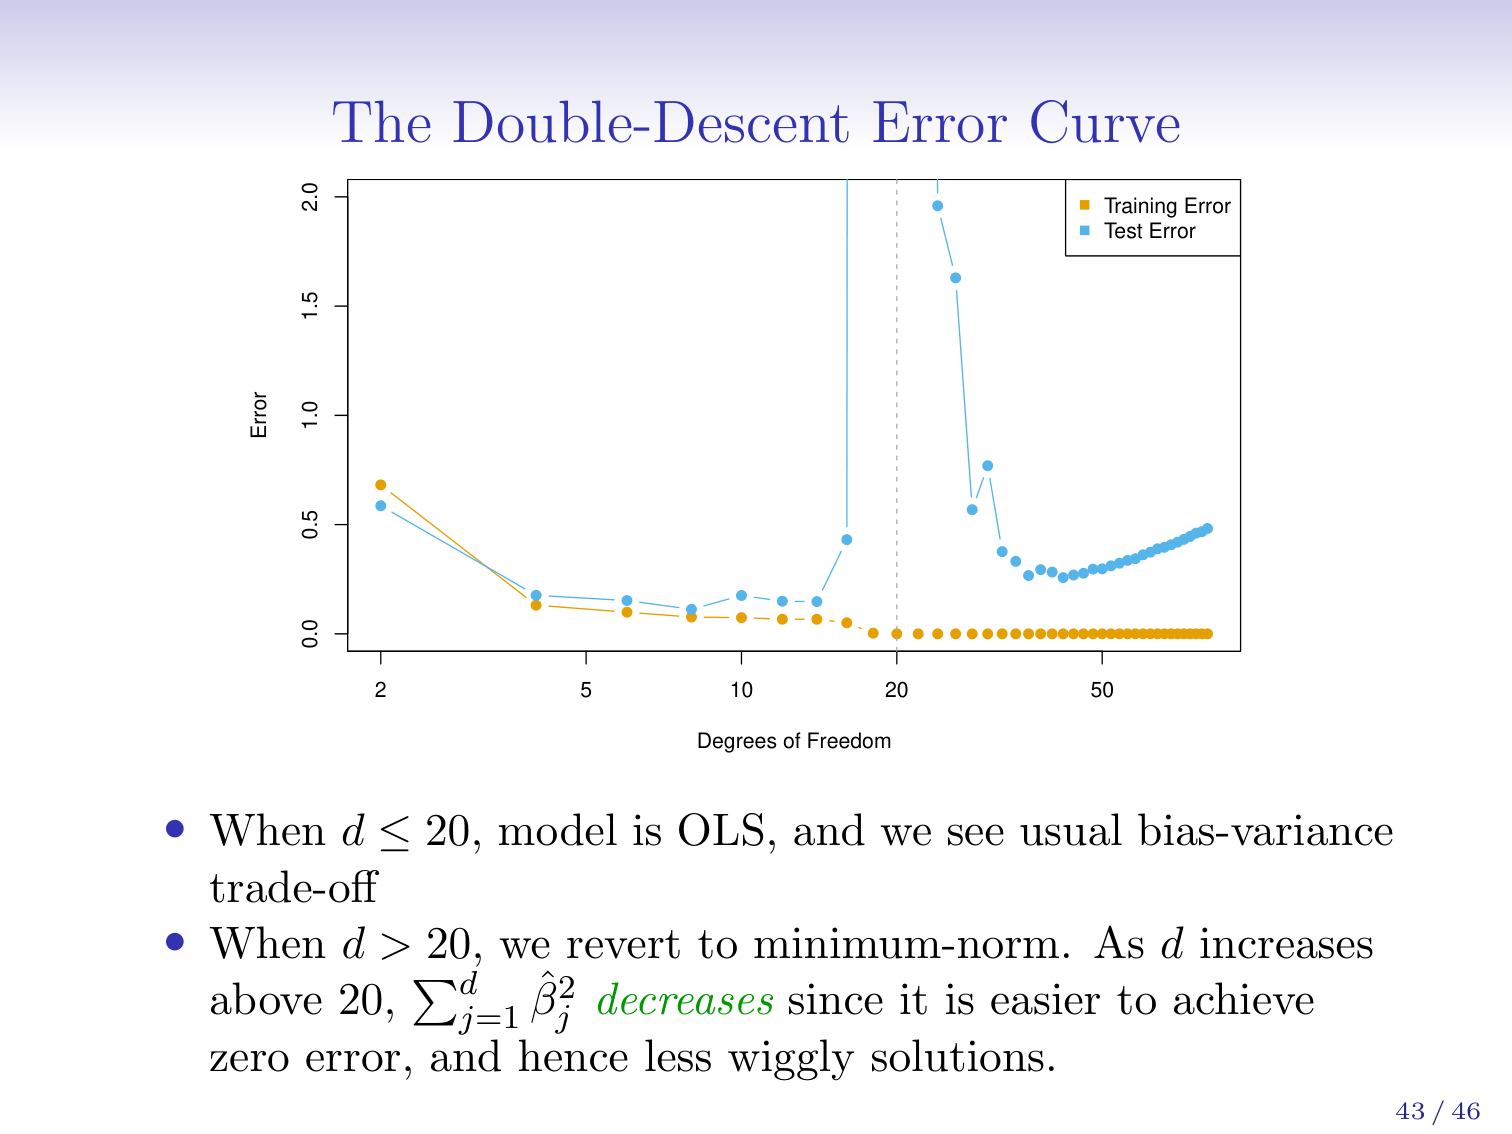 The Double-Descent Error Curve
2.0
1.5
1.0
0.5
0.0
Error
Training Error
Test Error
2 5 10 20 50
Degrees of Freedom
• When d ≤ 20, model is OLS, and we see usual bias-variance
trade-off
• When d > 20, we revert to minimum-norm. As d increases
above 20, ∑_{j=1}^{d} β̂_j^2 decreases since it is easier to achieve
zero error, and hence less wiggly solutions.
43 / 46